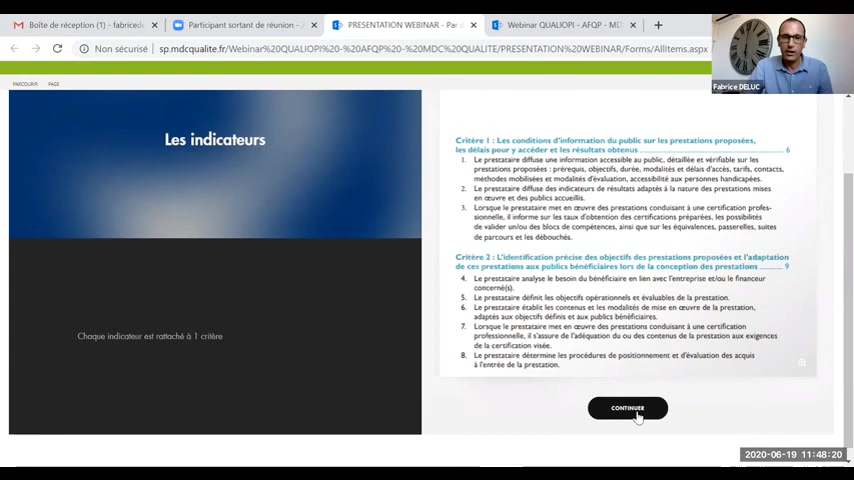 Boîte de réception (1) - fabricede
Participant sortant de réunion - Z
PRESENTATION WEBINAR - Par d
Webinar QUALIOPI - AFQP - MD
Non sécurisé
sp.mdcqualite.fr/Webinar%20QUALIOPI%20-%20AFQP%20-%20MDC%20QUALITE/PRESENTATION%20WEBINAR/Forms/AllItems.aspx
Fabrice DELUC
PARCOURIR PAGE
Les indicateurs
Chaque indicateur est rattaché à 1 critère
Critère 1 : Les conditions d'information du public sur les prestations proposées,
les délais pour y accéder et les résultats obtenus 6
1. Le prestataire diffuse une information accessible au public, détaillée et vérifiable sur les
prestations proposées : prérequis, objectifs, durée, modalités et délais d'accès, tarifs, contacts,
méthodes mobilisées et modalités d'évaluation, accessibilité aux personnes handicapées.
2. Le prestataire diffuse des indicateurs de résultats adaptés à la nature des prestations mises
en œuvre et des publics accueillis.
3. Lorsque le prestataire met en œuvre des prestations conduisant à une certification profes-
sionnelle, il informe sur les taux d'obtention des certifications préparées, les possibilités
de valider un/ou des blocs de compétences, ainsi que sur les équivalences, passerelles, suites
de parcours et les débouchés.
Critère 2 : L'identification précise des objectifs des prestations proposées et l'adaptation
de ces prestations aux publics bénéficiaires lors de la conception des prestations 9
4. Le prestataire analyse le besoin du bénéficiaire en lien avec l'entreprise et/ou le financeur
concerné(s).
5. Le prestataire définit les objectifs opérationnels et évaluables de la prestation.
6. Le prestataire établit les contenus et les modalités de mise en œuvre de la prestation,
adaptés aux objectifs définis et aux publics bénéficiaires.
7. Lorsque le prestataire met en œuvre des prestations conduisant à une certification
professionnelle, il s'assure de l'adéquation du ou des contenus de la prestation aux exigences
de la certification visée.
8. Le prestataire détermine les procédures de positionnement et d'évaluation des acquis
à l'entrée de la prestation.
CONTINUER
2020-06-19 11:48:20